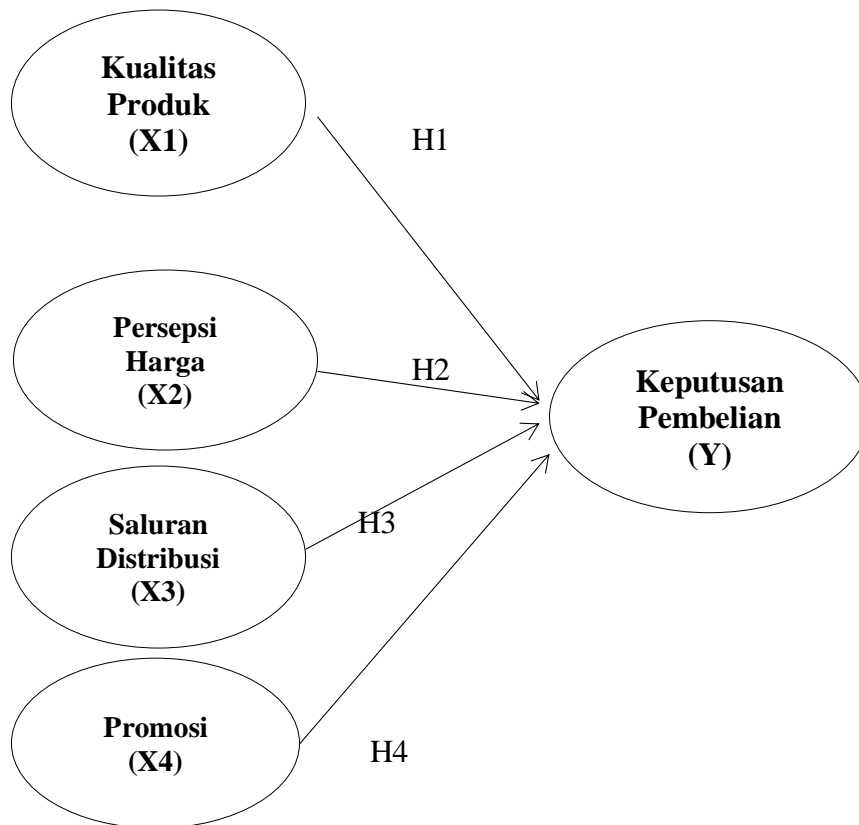 Kualitas
Produk
(X1)
H1
Persepsi
Harga
(X2)
H2
Keputusan
Pembelian
(Y)
Saluran
Distribusi
(X3)
H3
Promosi
(X4)
H4